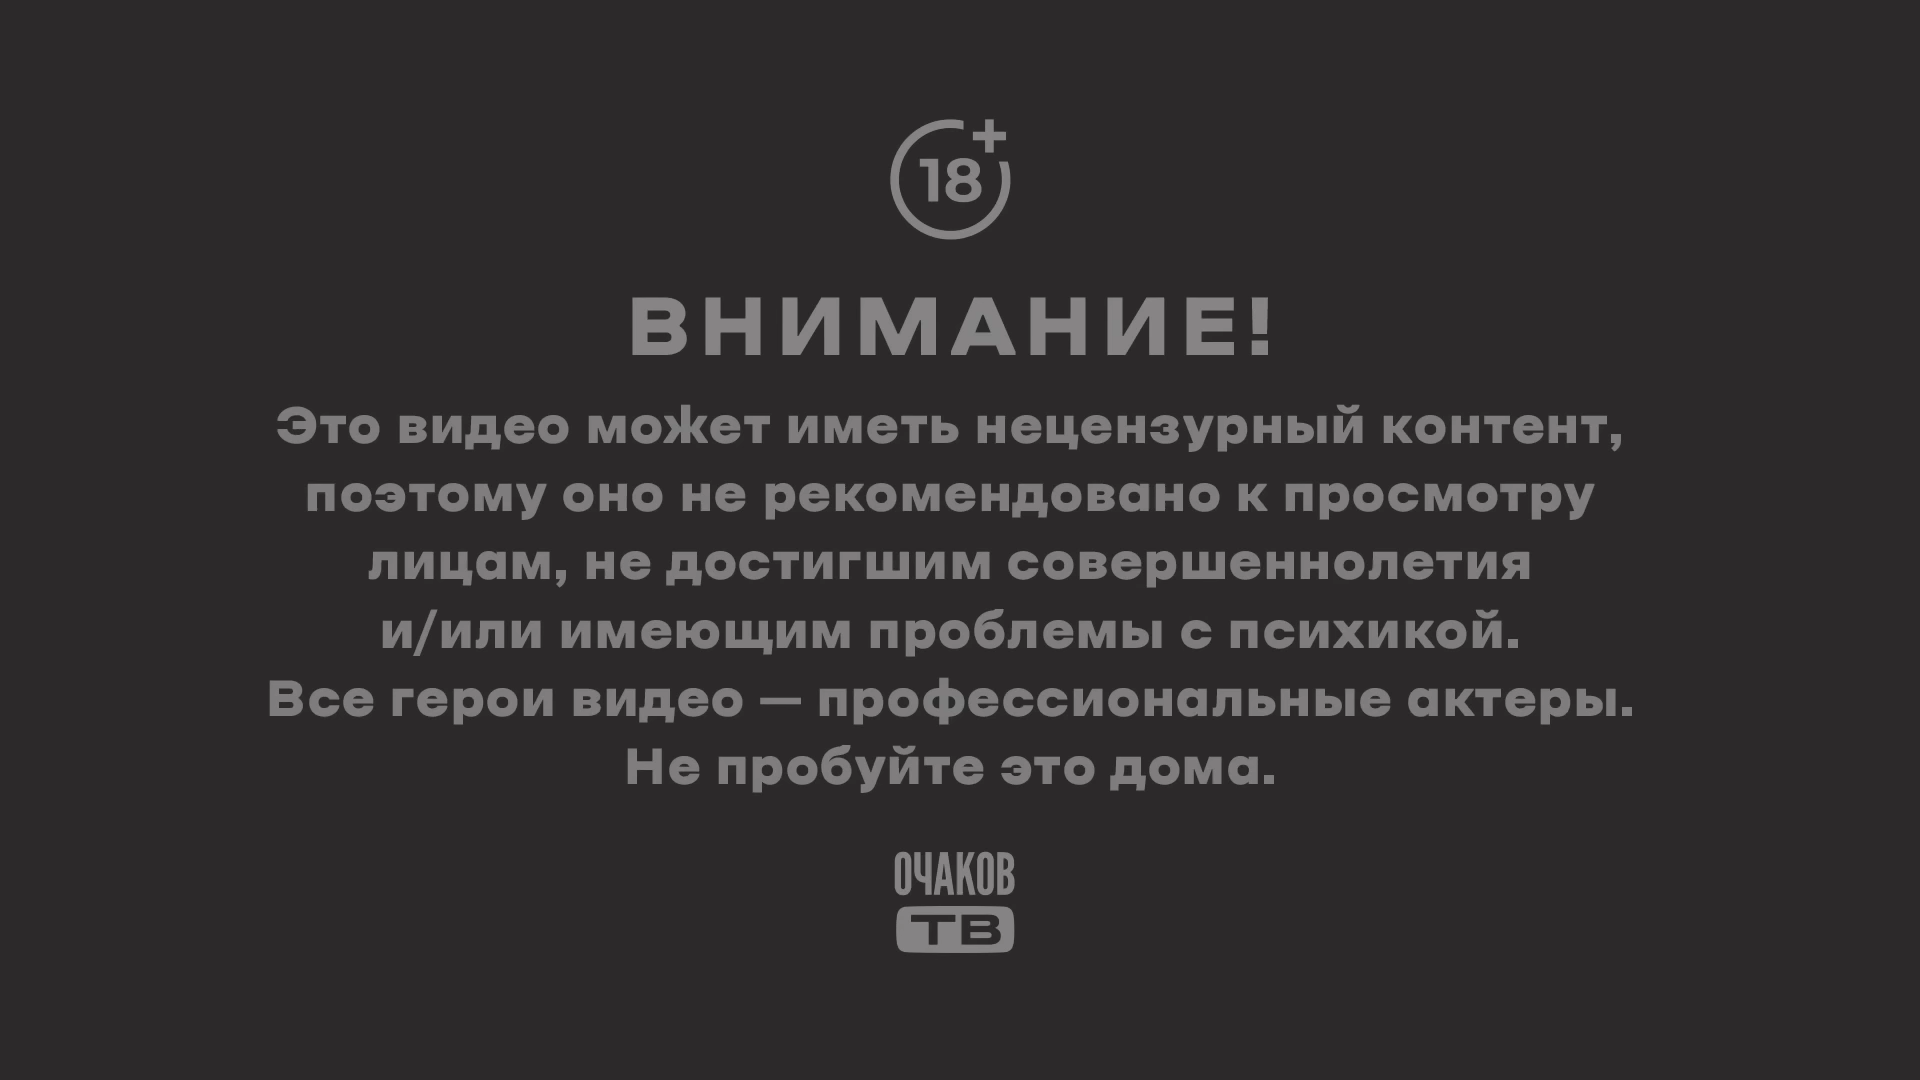 18+
ВНИМАНИЕ!
Это видео может иметь нецензурный контент,
поэтому оно не рекомендовано к просмотру
лицам, не достигшим совершеннолетия
и/или имеющим проблемы с психикой.
Все герои видео — профессиональные актеры.
Не пробуйте это дома.
ОЧАКОВ
ТВ